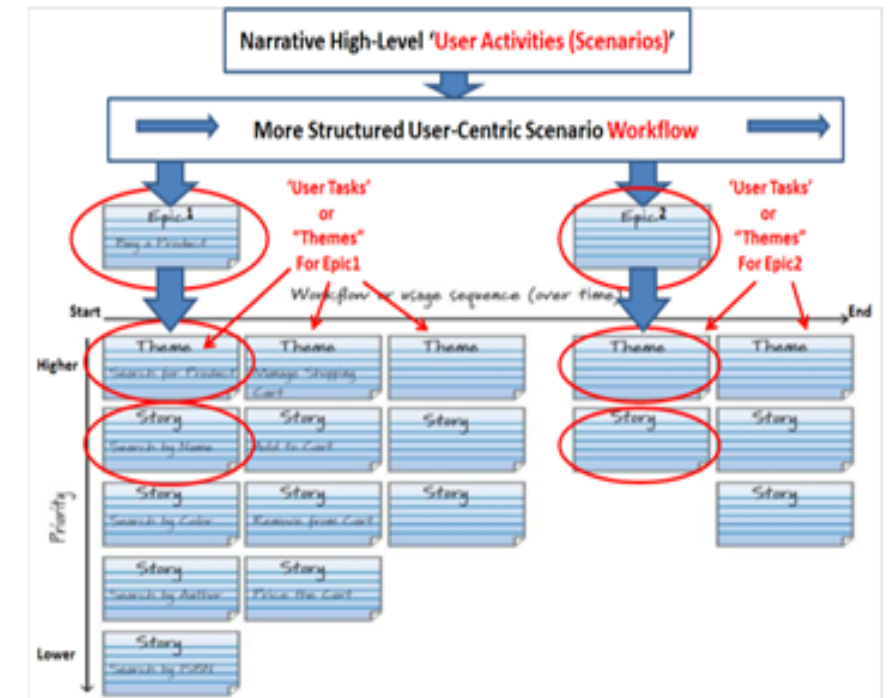 Narrative High-Level 'User Activities (Scenarios)'
More Structured User-Centric Scenario Workflow
Epic1
Buy a Product
'User Tasks'
or
"Themes"
For Epic1
Epic2
'User Tasks'
or
"Themes"
For Epic2
Workflow or usage sequence (over time)
Start
End
Higher
Priority
Lower
Theme
Search for Product
Theme
Manage Shopping
Cart
Theme
Theme
Theme
Story
Search by Name
Story
Add to Cart
Story
Story
Story
Story
Search by Color
Story
Remove from Cart
Story
Story
Story
Search by Author
Story
Price the Cart
Story
Search by ISBN